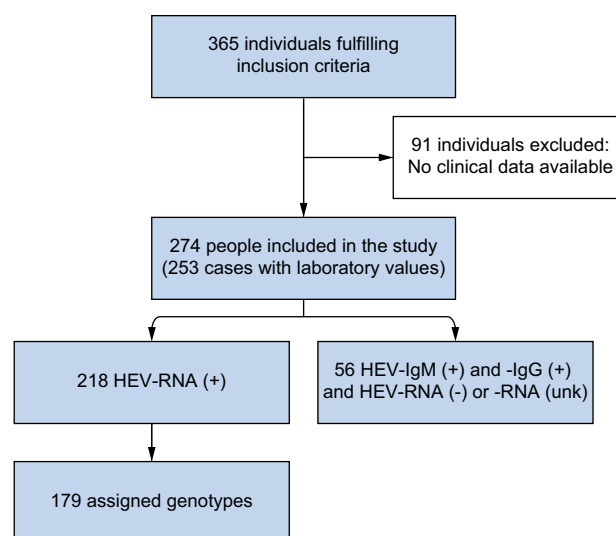 365 individuals fulfilling
inclusion criteria
91 individuals excluded:
No clinical data available
274 people included in the study
(253 cases with laboratory values)
218 HEV-RNA (+)
56 HEV-IgM (+) and -IgG (+)
and HEV-RNA (-) or -RNA (unk)
179 assigned genotypes